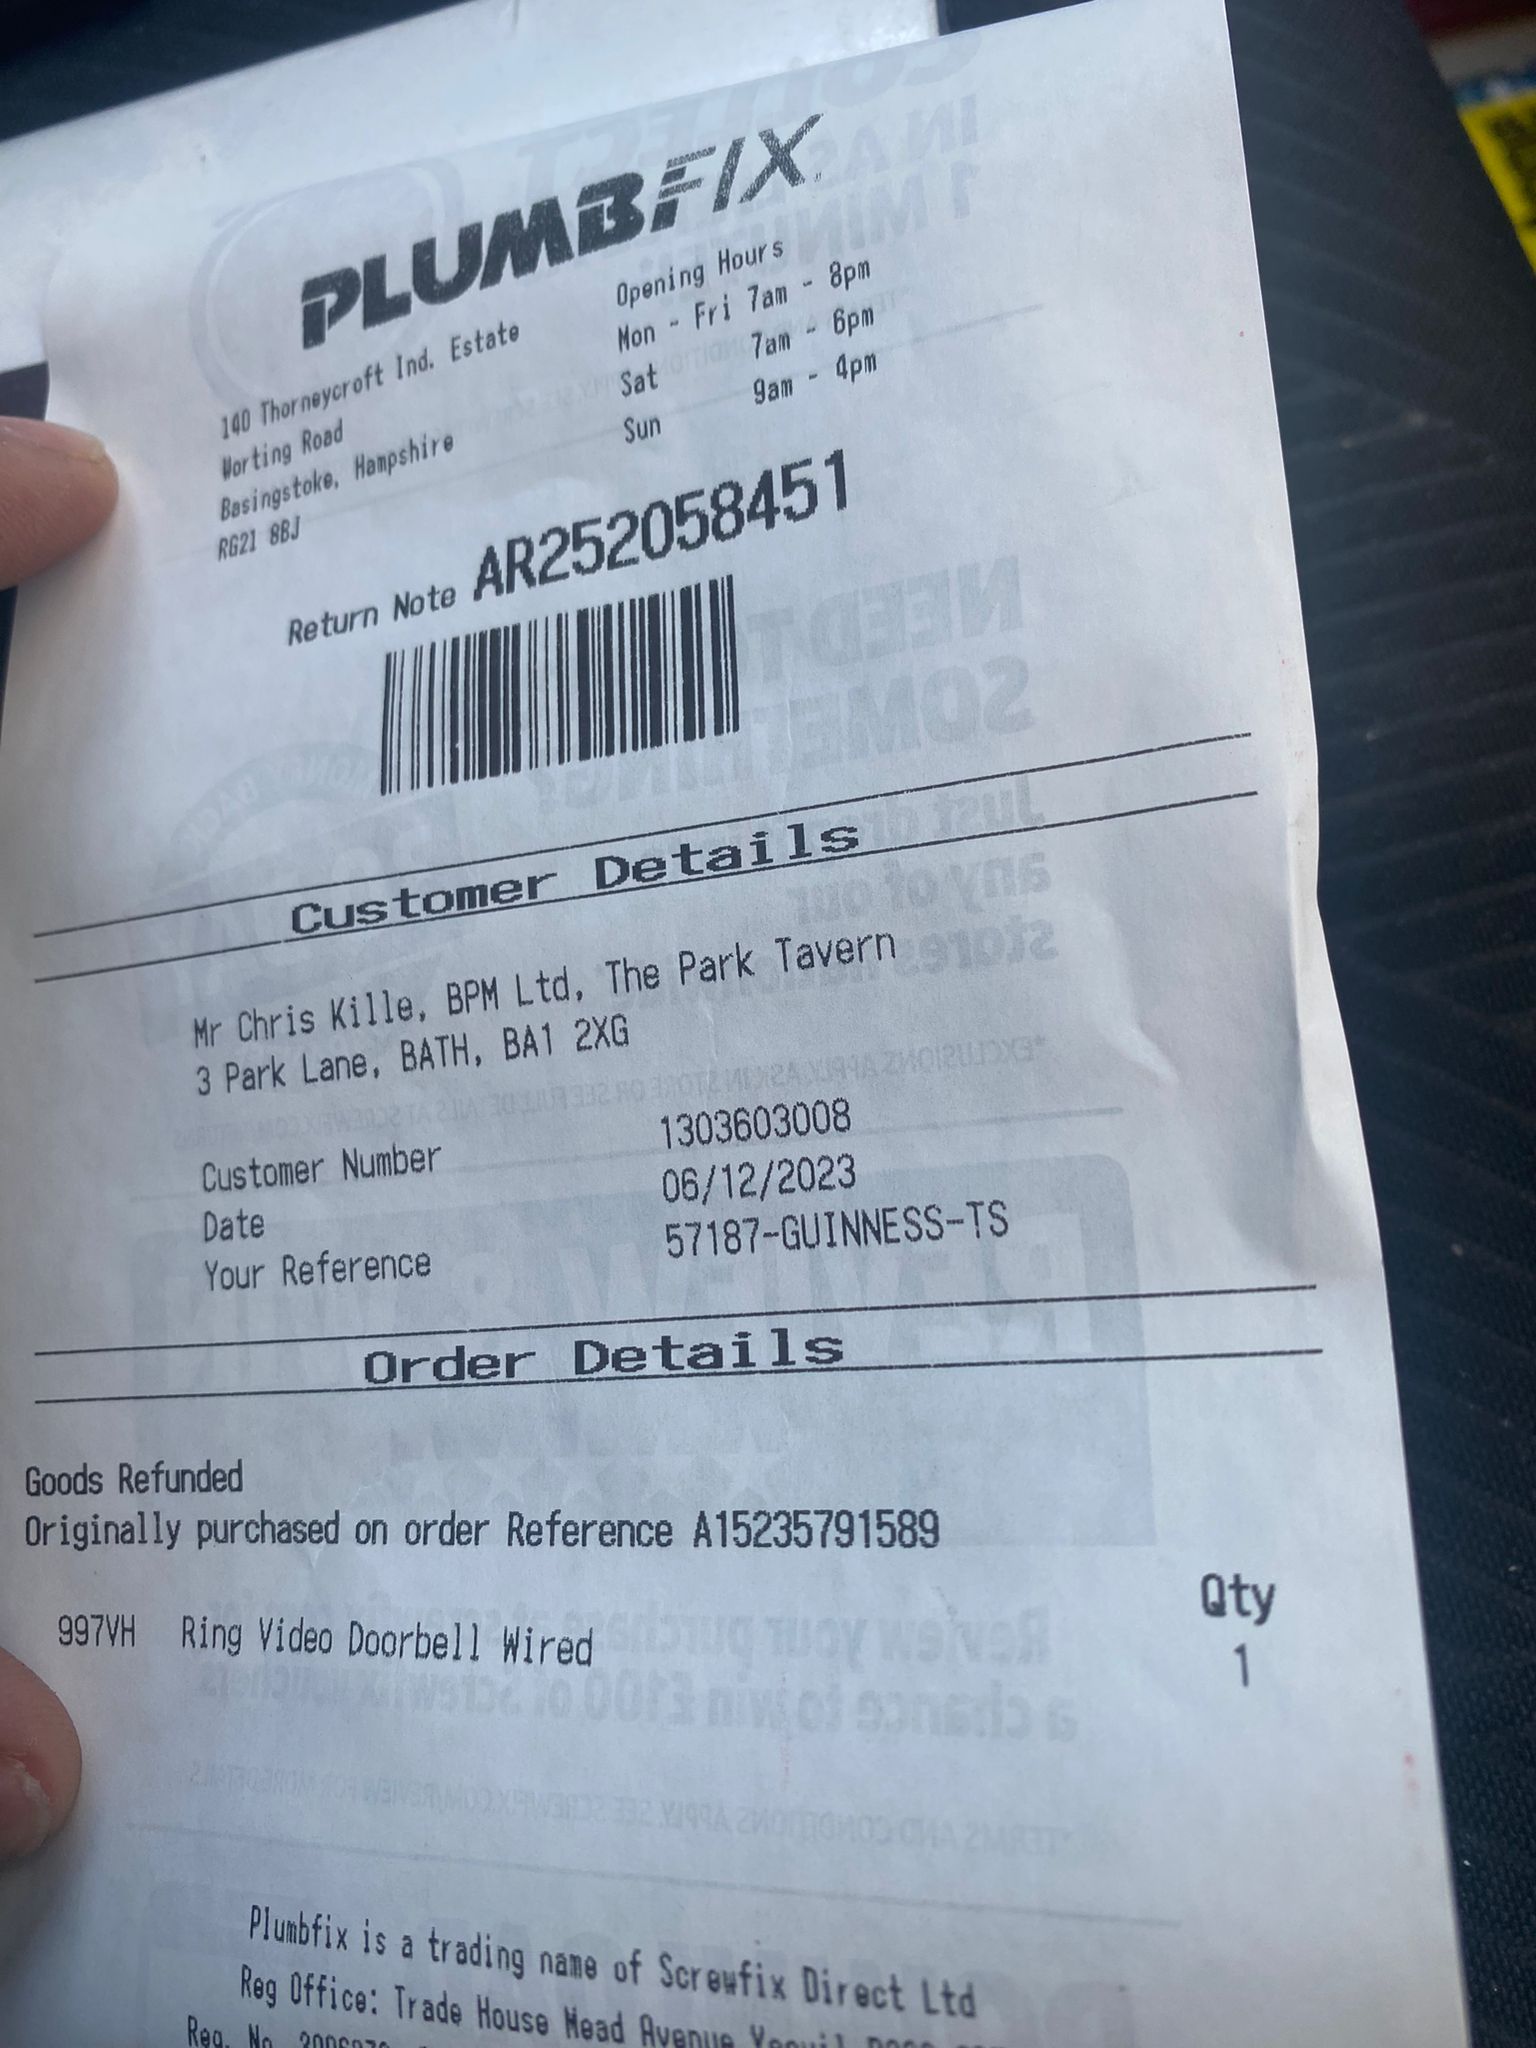 PLUMBFIX
140 Thorneycroft Ind. Estate
Worting Road
Basingstoke, Hampshire
RG21 8BJ
Opening Hours
Mon - Fri 7am - 8pm
Sat 7am - 6pm
Sun 9am - 4pm
Return Note AR252058451
Customer Details
Mr Chris Kille, BPM Ltd, The Park Tavern
3 Park Lane, BATH, BA1 2XG
Customer Number 1303603008
Date 06/12/2023
Your Reference 57187-GUINNESS-TS
Order Details
Goods Refunded
Originally purchased on order Reference A15235791589
Qty
997VH Ring Video Doorbell Wired 1
Plumbfix is a trading name of Screwfix Direct Ltd
Reg Office: Trade House Mead Avenue Yeovil
Reg. No.